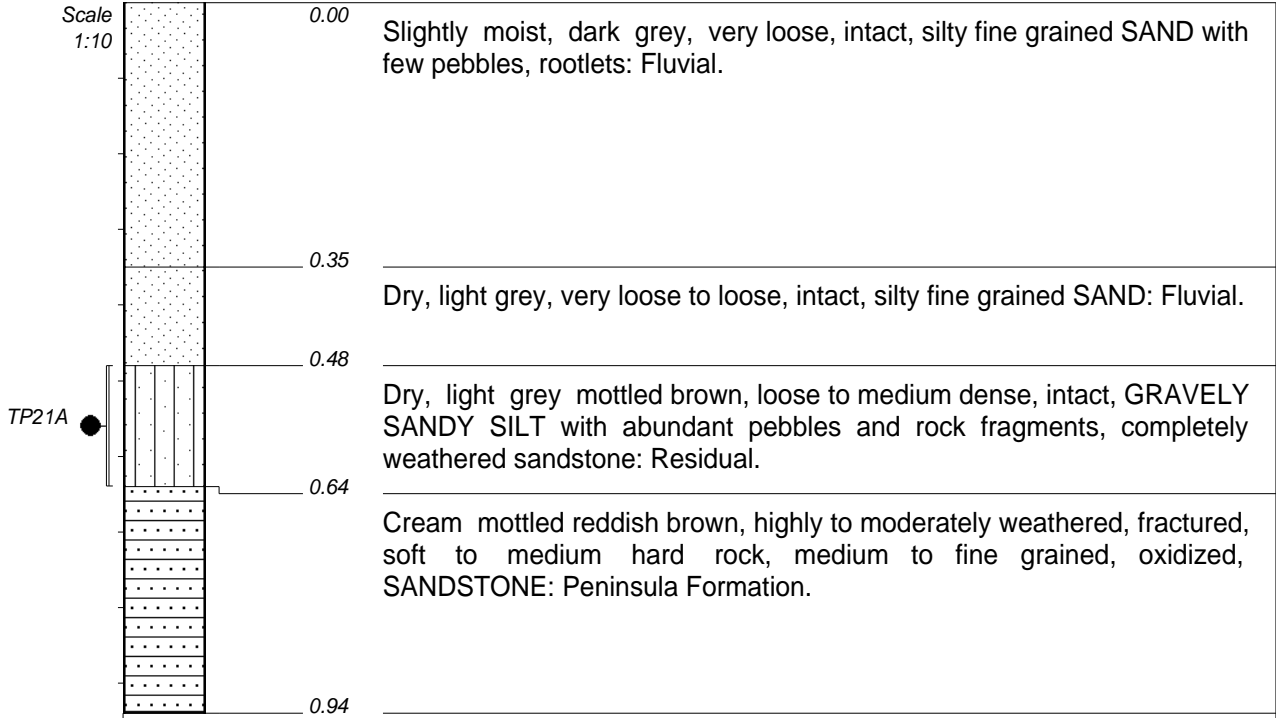 Scale
1:10
0.00
Slightly moist, dark grey, very loose, intact, silty fine grained SAND with
few pebbles, rootlets: Fluvial.
0.35
Dry, light grey, very loose to loose, intact, silty fine grained SAND: Fluvial.
0.48
Dry, light grey mottled brown, loose to medium dense, intact, GRAVELY
SANDY SILT with abundant pebbles and rock fragments, completely
weathered sandstone: Residual.
TP21A
0.64
Cream mottled reddish brown, highly to moderately weathered, fractured,
soft to medium hard rock, medium to fine grained, oxidized,
SANDSTONE: Peninsula Formation.
0.94